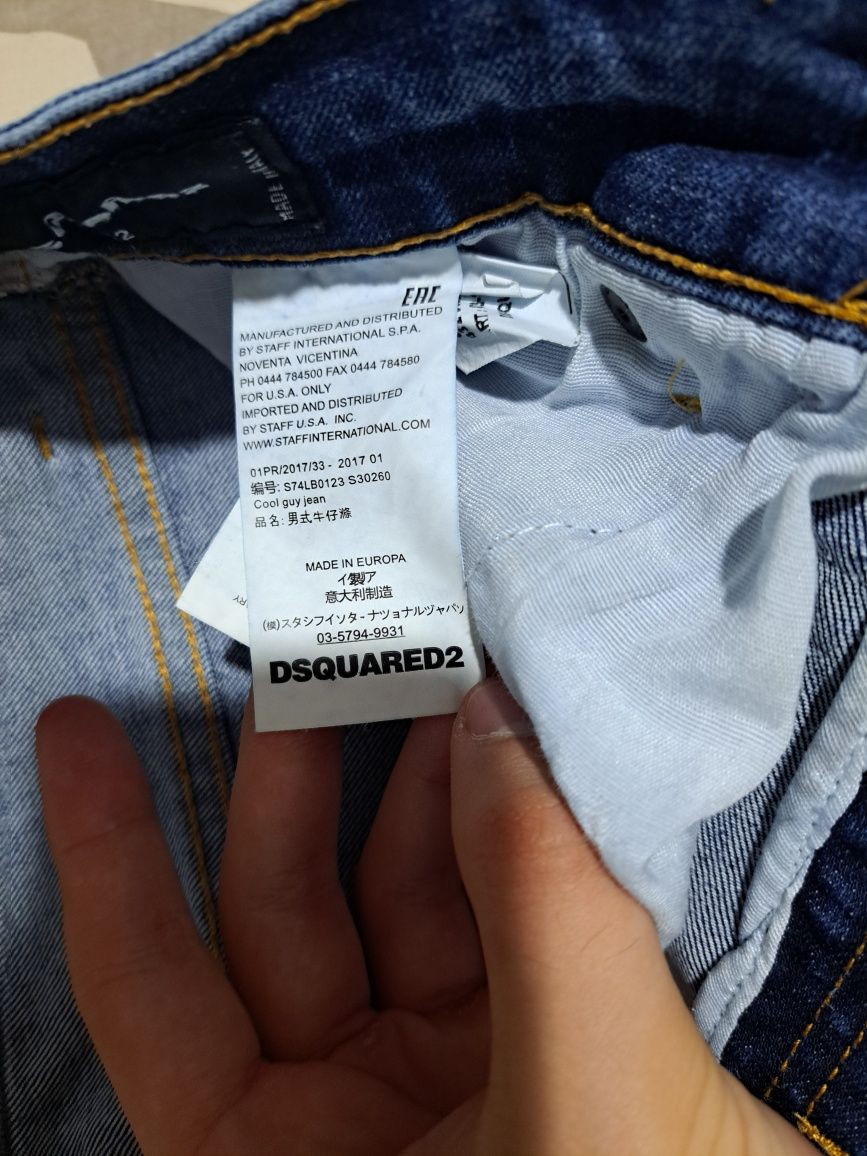 MADE IN ITALY
EAC
MANUFACTURED AND DISTRIBUTED
BY STAFF INTERNATIONAL S.P.A.
NOVENTA VICENTINA
PH 0444 784500 FAX 0444 784580
FOR U.S.A. ONLY
IMPORTED AND DISTRIBUTED
BY STAFF U.S.A. INC.
WWW.STAFFINTERNATIONAL.COM
01PR/2017/33 - 2017 01
编号: S74LB0123 S30260
Cool guy jean
品名: 男式牛仔滌
MADE IN EUROPA
イ製ア
意大利制造
(模)スタシフイソタ-ナツョナルヅャパソ
03-5794-9931
DSQUARED2